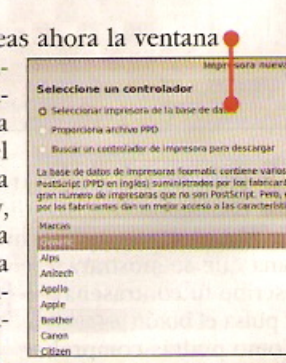 eas ahora la ventana
Impresora nueva
Seleccione un controlador
Seleccionar impresora de la base de
Proporciona archivo PPD
Buscar un controlador de impresora para descargar
La base de datos de impresoras foomatic contiene varios
PostScript (PPD en inglés) suministrados por los fabricant
gran número de impresoras que no son PostScript. Pero,
por los fabricantes dan un mejor acceso a las característi
Marcas
Generic
Alps
Anitech
Apollo
Apple
Brother
Canon
Citizen